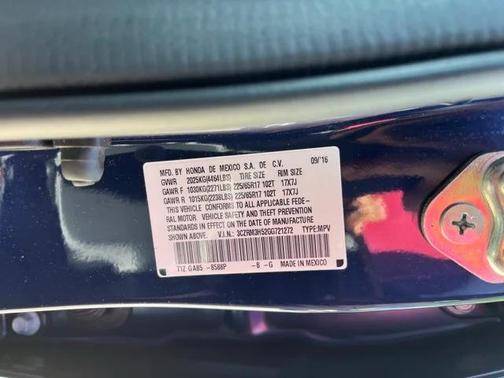 MFD. BY HONDA DE MEXICO S.A. DE C.V. 09/16
GVWR 2025KG(4464LBS) TIRE SIZE RIM SIZE
GAWR F 1030KG(2271LBS) 225/65R17 102T 17X7J
GAWR R 1015KG(2238LBS) 225/65R17 102T 17X7J
THIS VEHICLE CONFORMS TO ALL APPLICABLE FEDE-
RAL MOTOR VEHICLE SAFETY AND THEFT PREVENTION
STANDARDS IN EFFECT ON THE DATE OF MANUFACTURE
SHOWN ABOVE. V.I.N.: 3CZRM3H52GG721272 TYPE:MPV
T1Z GAB5 -B588P -B -G MADE IN MEXICO